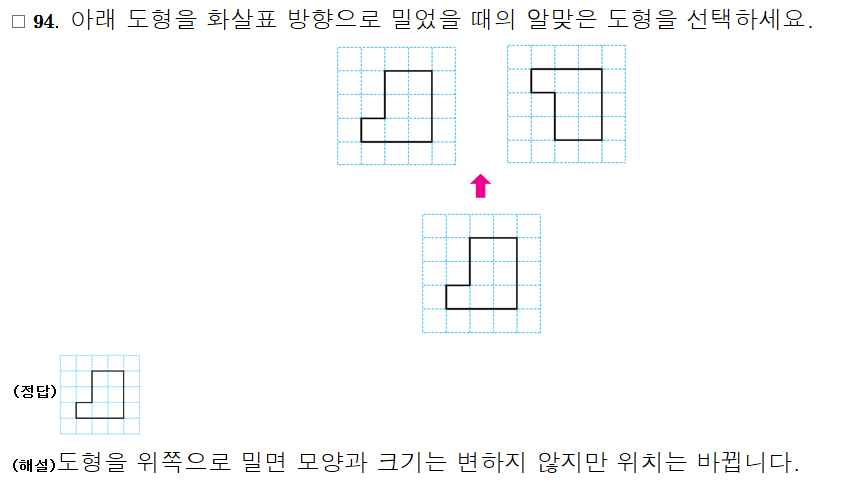 □ 94. 아래 도형을 화살표 방향으로 밀었을 때의 알맞은 도형을 선택하세요.
(정답)
(해설)도형을 위쪽으로 밀면 모양과 크기는 변하지 않지만 위치는 바뀝니다.